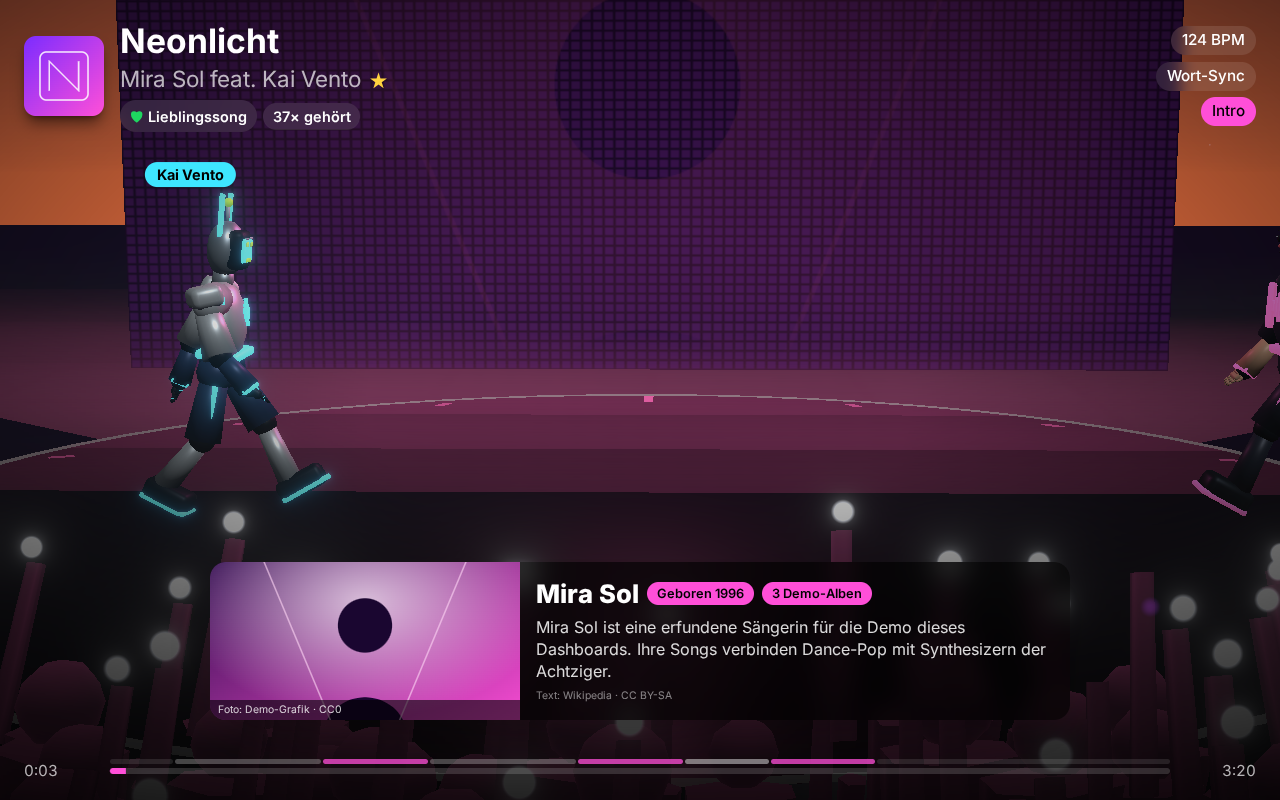 N
Neonlicht
Mira Sol feat. Kai Vento ★
Lieblingssong
37× gehört
124 BPM
Wort-Sync
Intro
Kai Vento
Mira Sol
Geboren 1996
3 Demo-Alben
Mira Sol ist eine erfundene Sängerin für die Demo dieses
Dashboards. Ihre Songs verbinden Dance-Pop mit Synthesizern der
Achtziger.
Text: Wikipedia · CC BY-SA
Foto: Demo-Grafik · CC0
0:03
3:20